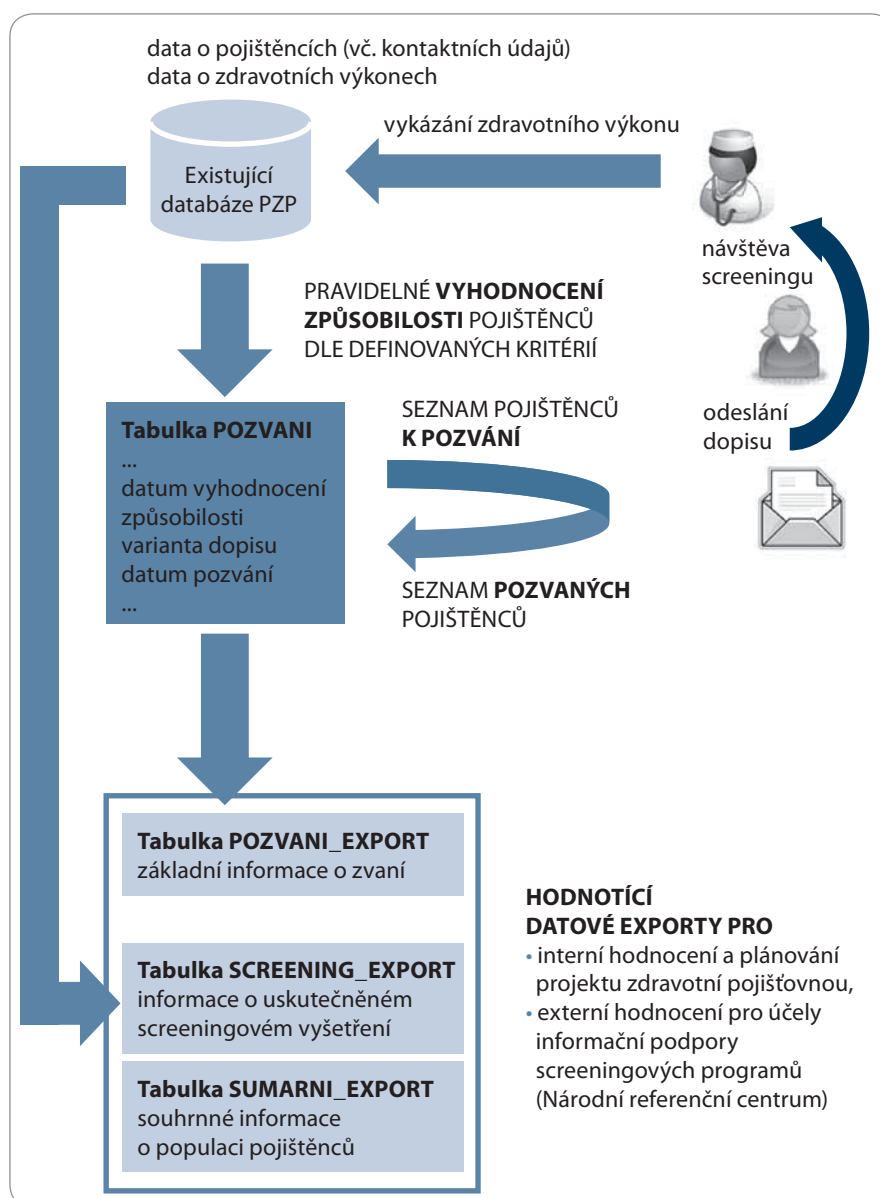 data o pojištěncích (vč. kontaktních údajů)
data o zdravotních výkonech
vykázání zdravotního výkonu
Existující
databáze PZP
návštěva
screeningu
PRAVIDELNÉ VYHODNOCENÍ
ZPŮSOBILOSTI POJIŠTĚNCŮ
DLE DEFINOVANÝCH KRITÉRIÍ
odeslání
dopisu
SEZNAM POJIŠTĚNCŮ
K POZVÁNÍ
Tabulka POZVANI
...
datum vyhodnocení
způsobilosti
varianta dopisu
datum pozvání
...
SEZNAM POZVANÝCH
POJIŠTĚNCŮ
Tabulka POZVANI_EXPORT
základní informace o zvaní
Tabulka SCREENING_EXPORT
informace o uskutečněném
screeningovém vyšetření
Tabulka SUMARNI_EXPORT
souhrnné informace
o populaci pojištěnců
HODNOTÍCÍ
DATOVÉ EXPORTY PRO
• interní hodnocení a plánování
projektu zdravotní pojišťovnou,
• externí hodnocení pro účely
informační podpory
screeningových programů
(Národní referenční centrum)